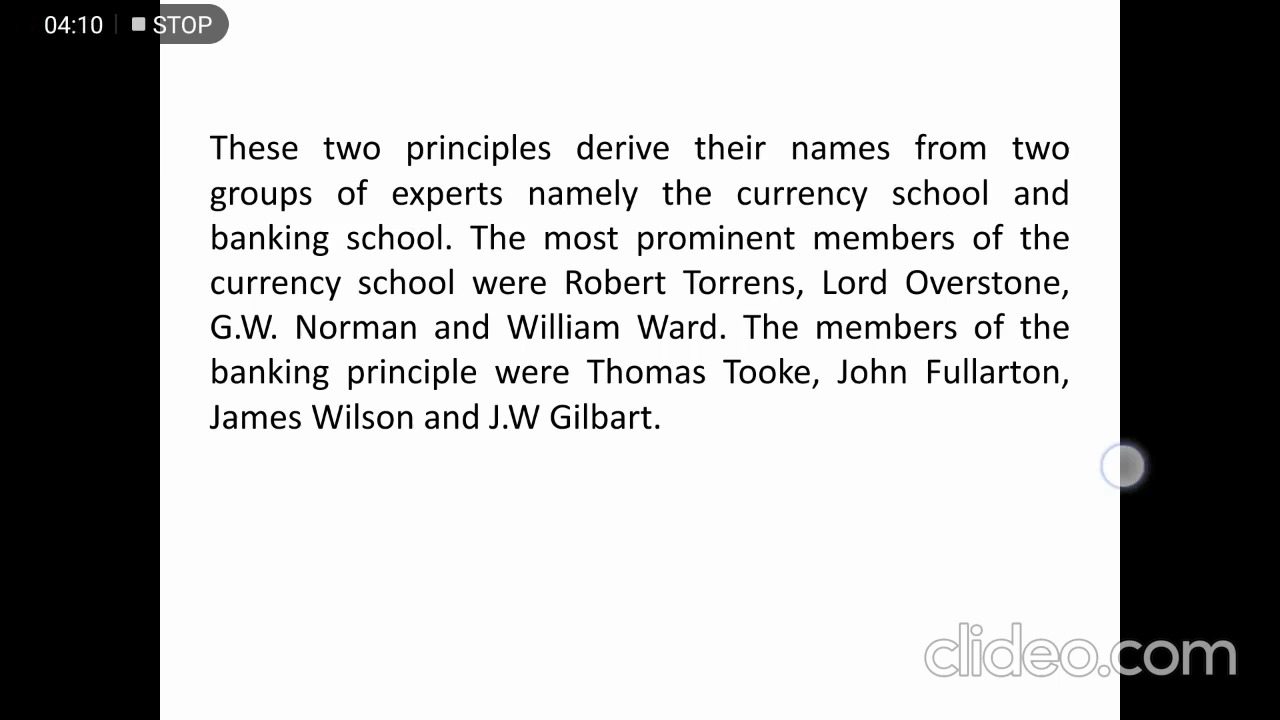 04:10 STOP
These two principles derive their names from two
groups of experts namely the currency school and
banking school. The most prominent members of the
currency school were Robert Torrens, Lord Overstone,
G.W. Norman and William Ward. The members of the
banking principle were Thomas Tooke, John Fullarton,
James Wilson and J.W Gilbart.
clideo.com